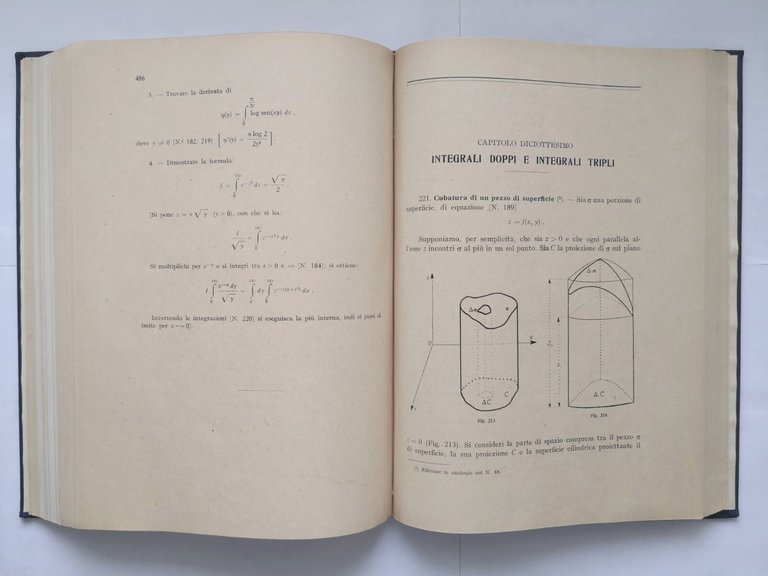 486
3. — Trovare la derivata di
φ(y) = ∫ log sen(xy) dx ,
dove y ≠ 0 [N.i 182, 219] [ φ'(y) = π log 2 / 2y² ] .
4. — Dimostrare la formula:
I = ∫₀^∞ e^{-z²} dz = √π / 2 .
[Si pone z = x √y (y > 0), con che si ha:
I / √y = ∫₀^∞ e^{-x²y} dx .
Si moltiplichi per e^{-y} e si integri tra ε > 0 e ∞ [N. 184]; si ottiene:
I ∫_ε^∞ e^{-y} dy / √y = ∫_ε^∞ dy ∫₀^∞ e^{-y(1+x²)} dx .
Invertendo le integrazioni [N. 220] si eseguisca la più interna, indi si passi al
limite per ε → 0].
CAPITOLO DICIOTTESIMO
INTEGRALI DOPPI E INTEGRALI TRIPLI
221. Cubatura di un pezzo di superficie (¹). — Sia σ una porzione di
superficie, di equazione [N. 189]
z = f(x, y) .
Supponiamo, per semplicità, che sia z > 0 e che ogni parallela al-
l'asse z incontri σ al più in un sol punto. Sia C la proiezione di σ sul piano
z
Δσ
σ
O
y
x
ΔC
C
Fig. 213
Δσ
Z,
z,
ΔC
Fig. 214
z = 0 (Fig. 213). Si consideri la parte di spazio compresa tra il pezzo σ
di superficie, la sua proiezione C e la superficie cilindrica proiettante il
(¹) Rilevare le analogie col N. 89.